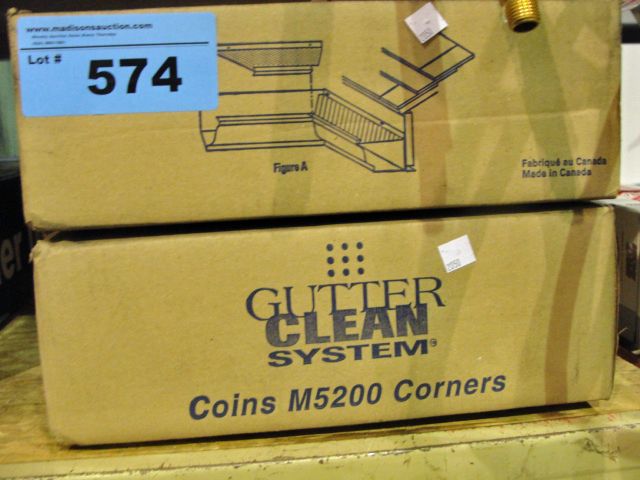 www.madisonsauction.com
Lot #
574
Figure A
Fabriqué au Canada
Made in Canada
GUTTER
CLEAN
SYSTEM
Coins M5200 Corners